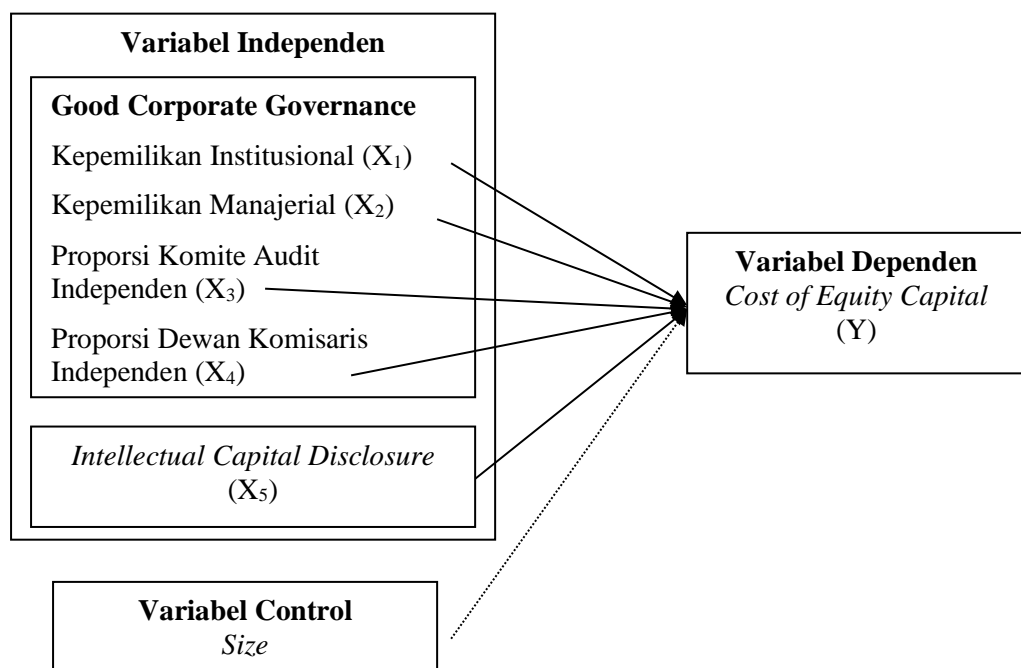 Variabel Independen
Good Corporate Governance
Kepemilikan Institusional (X₁)
Kepemilikan Manajerial (X₂)
Proporsi Komite Audit
Independen (X₃)
Proporsi Dewan Komisaris
Independen (X₄)
Intellectual Capital Disclosure
(X₅)
Variabel Dependen
Cost of Equity Capital
(Y)
Variabel Control
Size